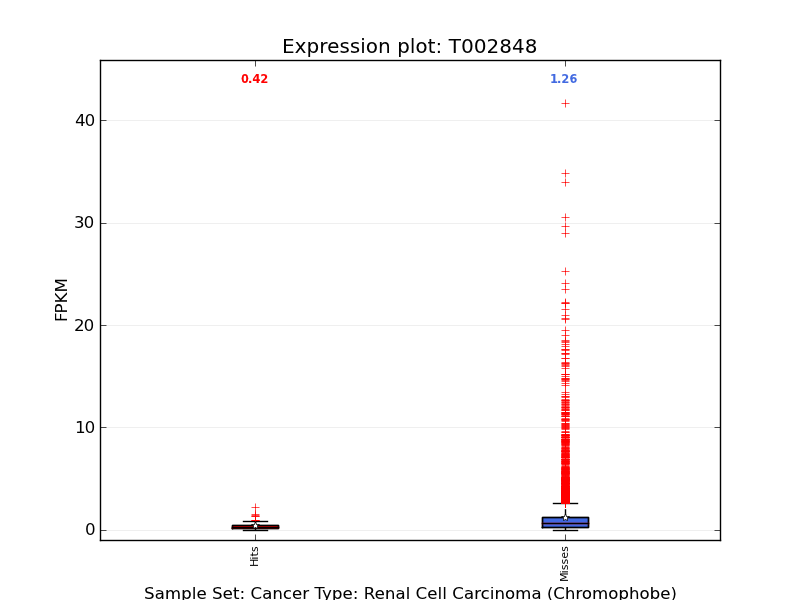 Expression plot: T002848
0.42
1.26
40
30
20
10
0
FPKM
Hits
Misses
Sample Set: Cancer Type: Renal Cell Carcinoma (Chromophobe)